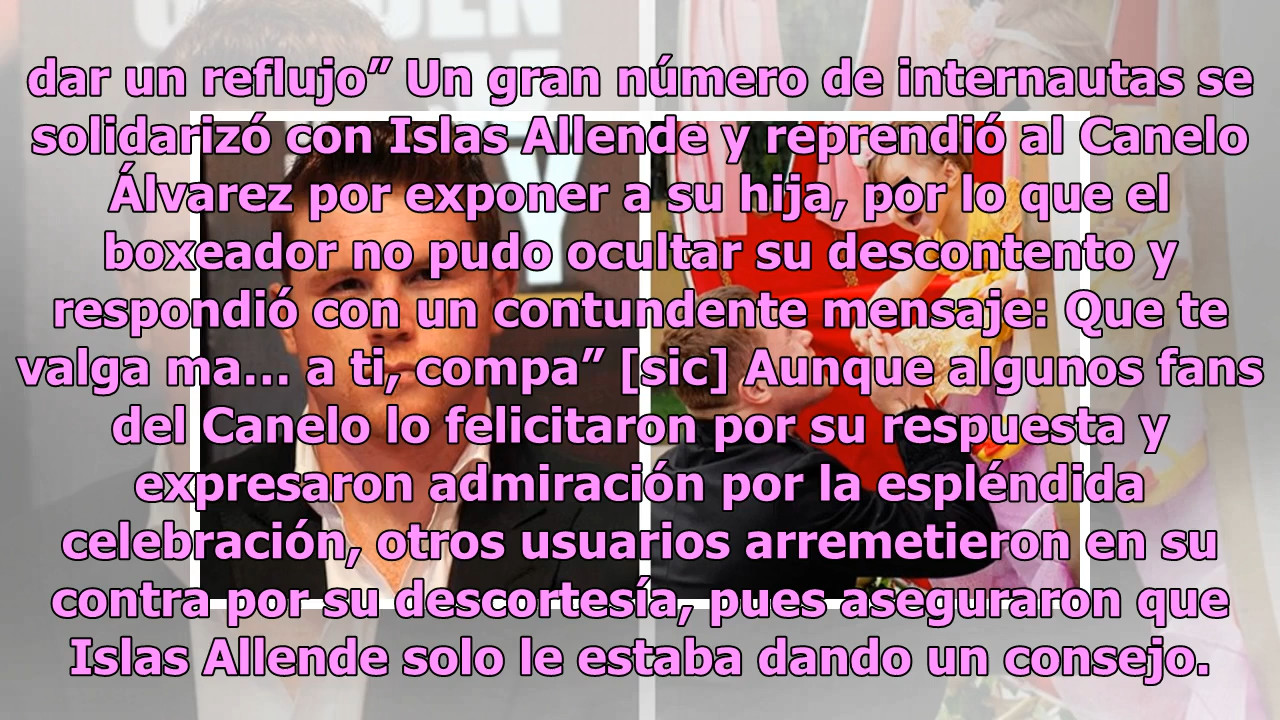 dar un reflujo” Un gran número de internautas se
solidarizó con Islas Allende y reprendió al Canelo
Álvarez por exponer a su hija, por lo que el
boxeador no pudo ocultar su descontento y
respondió con un contundente mensaje: Que te
valga ma... a ti, compa” [sic] Aunque algunos fans
del Canelo lo felicitaron por su respuesta y
expresaron admiración por la espléndida
celebración, otros usuarios arremetieron en su
contra por su descortesía, pues aseguraron que
Islas Allende solo le estaba dando un consejo.